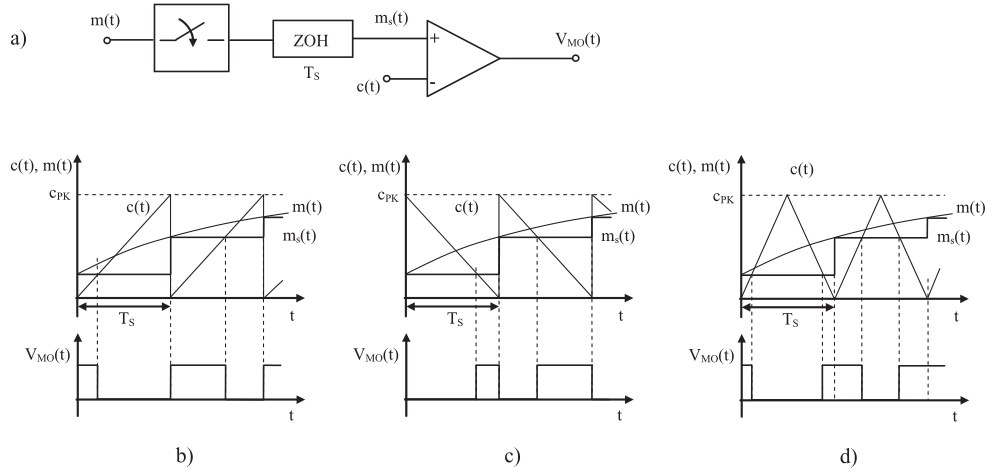 a)
m(t)
ZOH
T_S
m_s(t)
+
-
c(t)
V_MO(t)
c(t), m(t)
c_PK
c(t)
m(t)
m_s(t)
T_S
t
V_MO(t)
t
b)
c(t), m(t)
c_PK
c(t)
m(t)
m_s(t)
T_S
t
V_MO(t)
t
c)
c(t), m(t)
c_PK
c(t)
m(t)
m_s(t)
T_S
t
V_MO(t)
t
d)